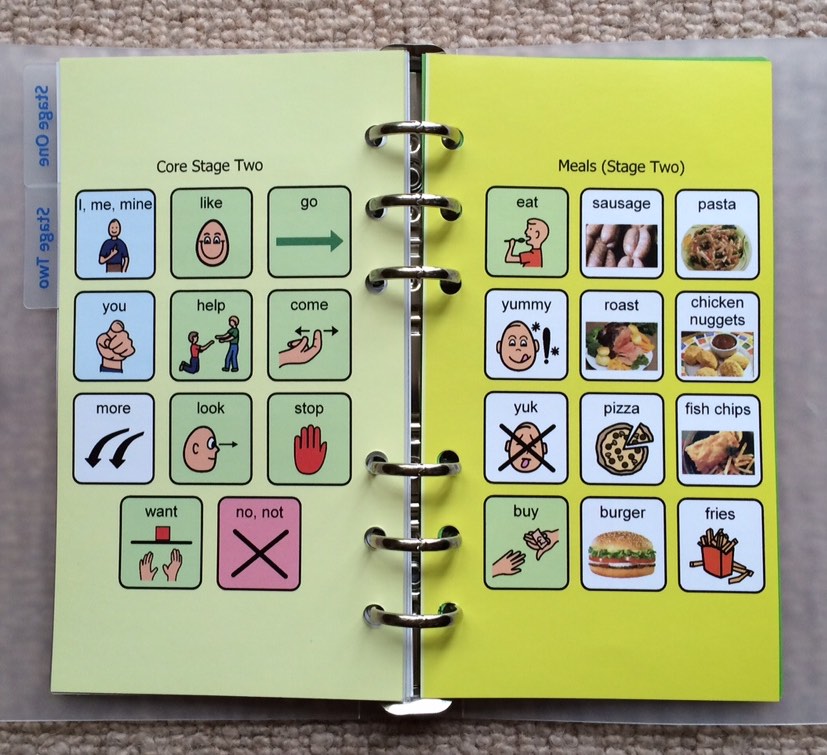 Stage One
Stage Two
Core Stage Two
I, me, mine
like
go
you
help
come
more
look
stop
want
no, not
Meals (Stage Two)
eat
sausage
pasta
yummy
roast
chicken
nuggets
yuk
pizza
fish chips
buy
burger
fries